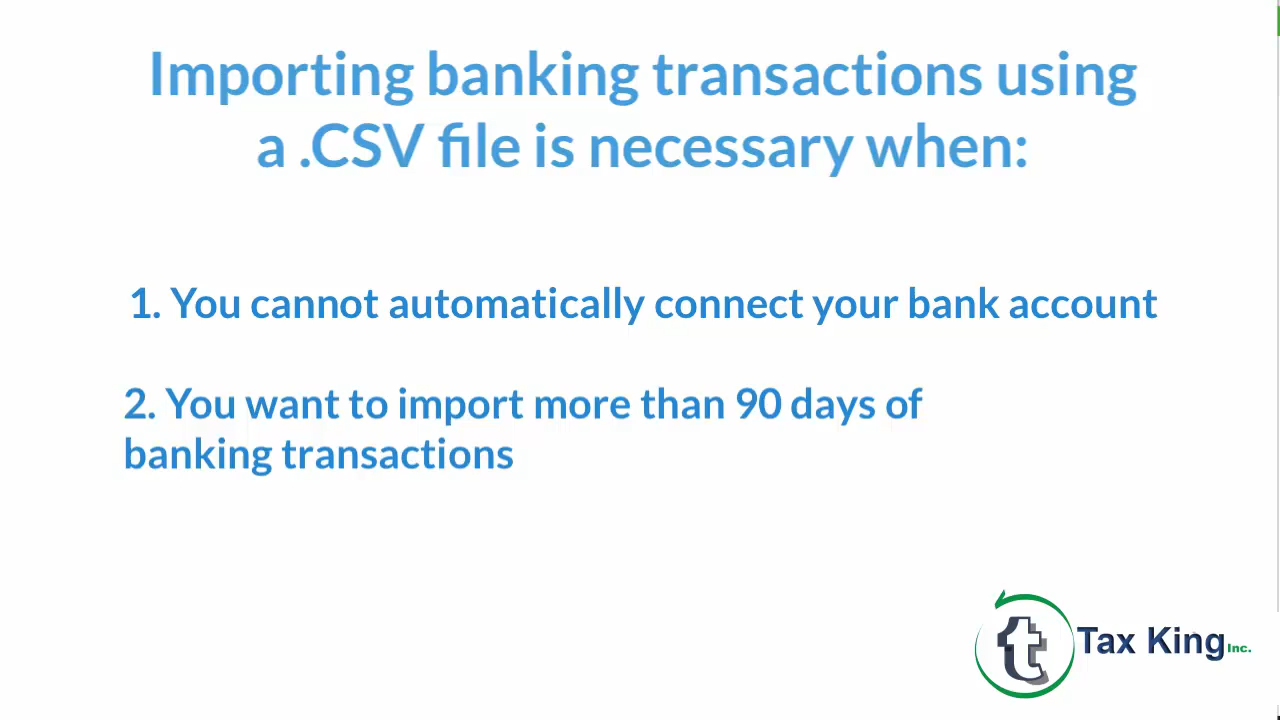 Importing banking transactions using
a .CSV file is necessary when:
1. You cannot automatically connect your bank account
2. You want to import more than 90 days of
banking transactions
t
Tax King Inc.